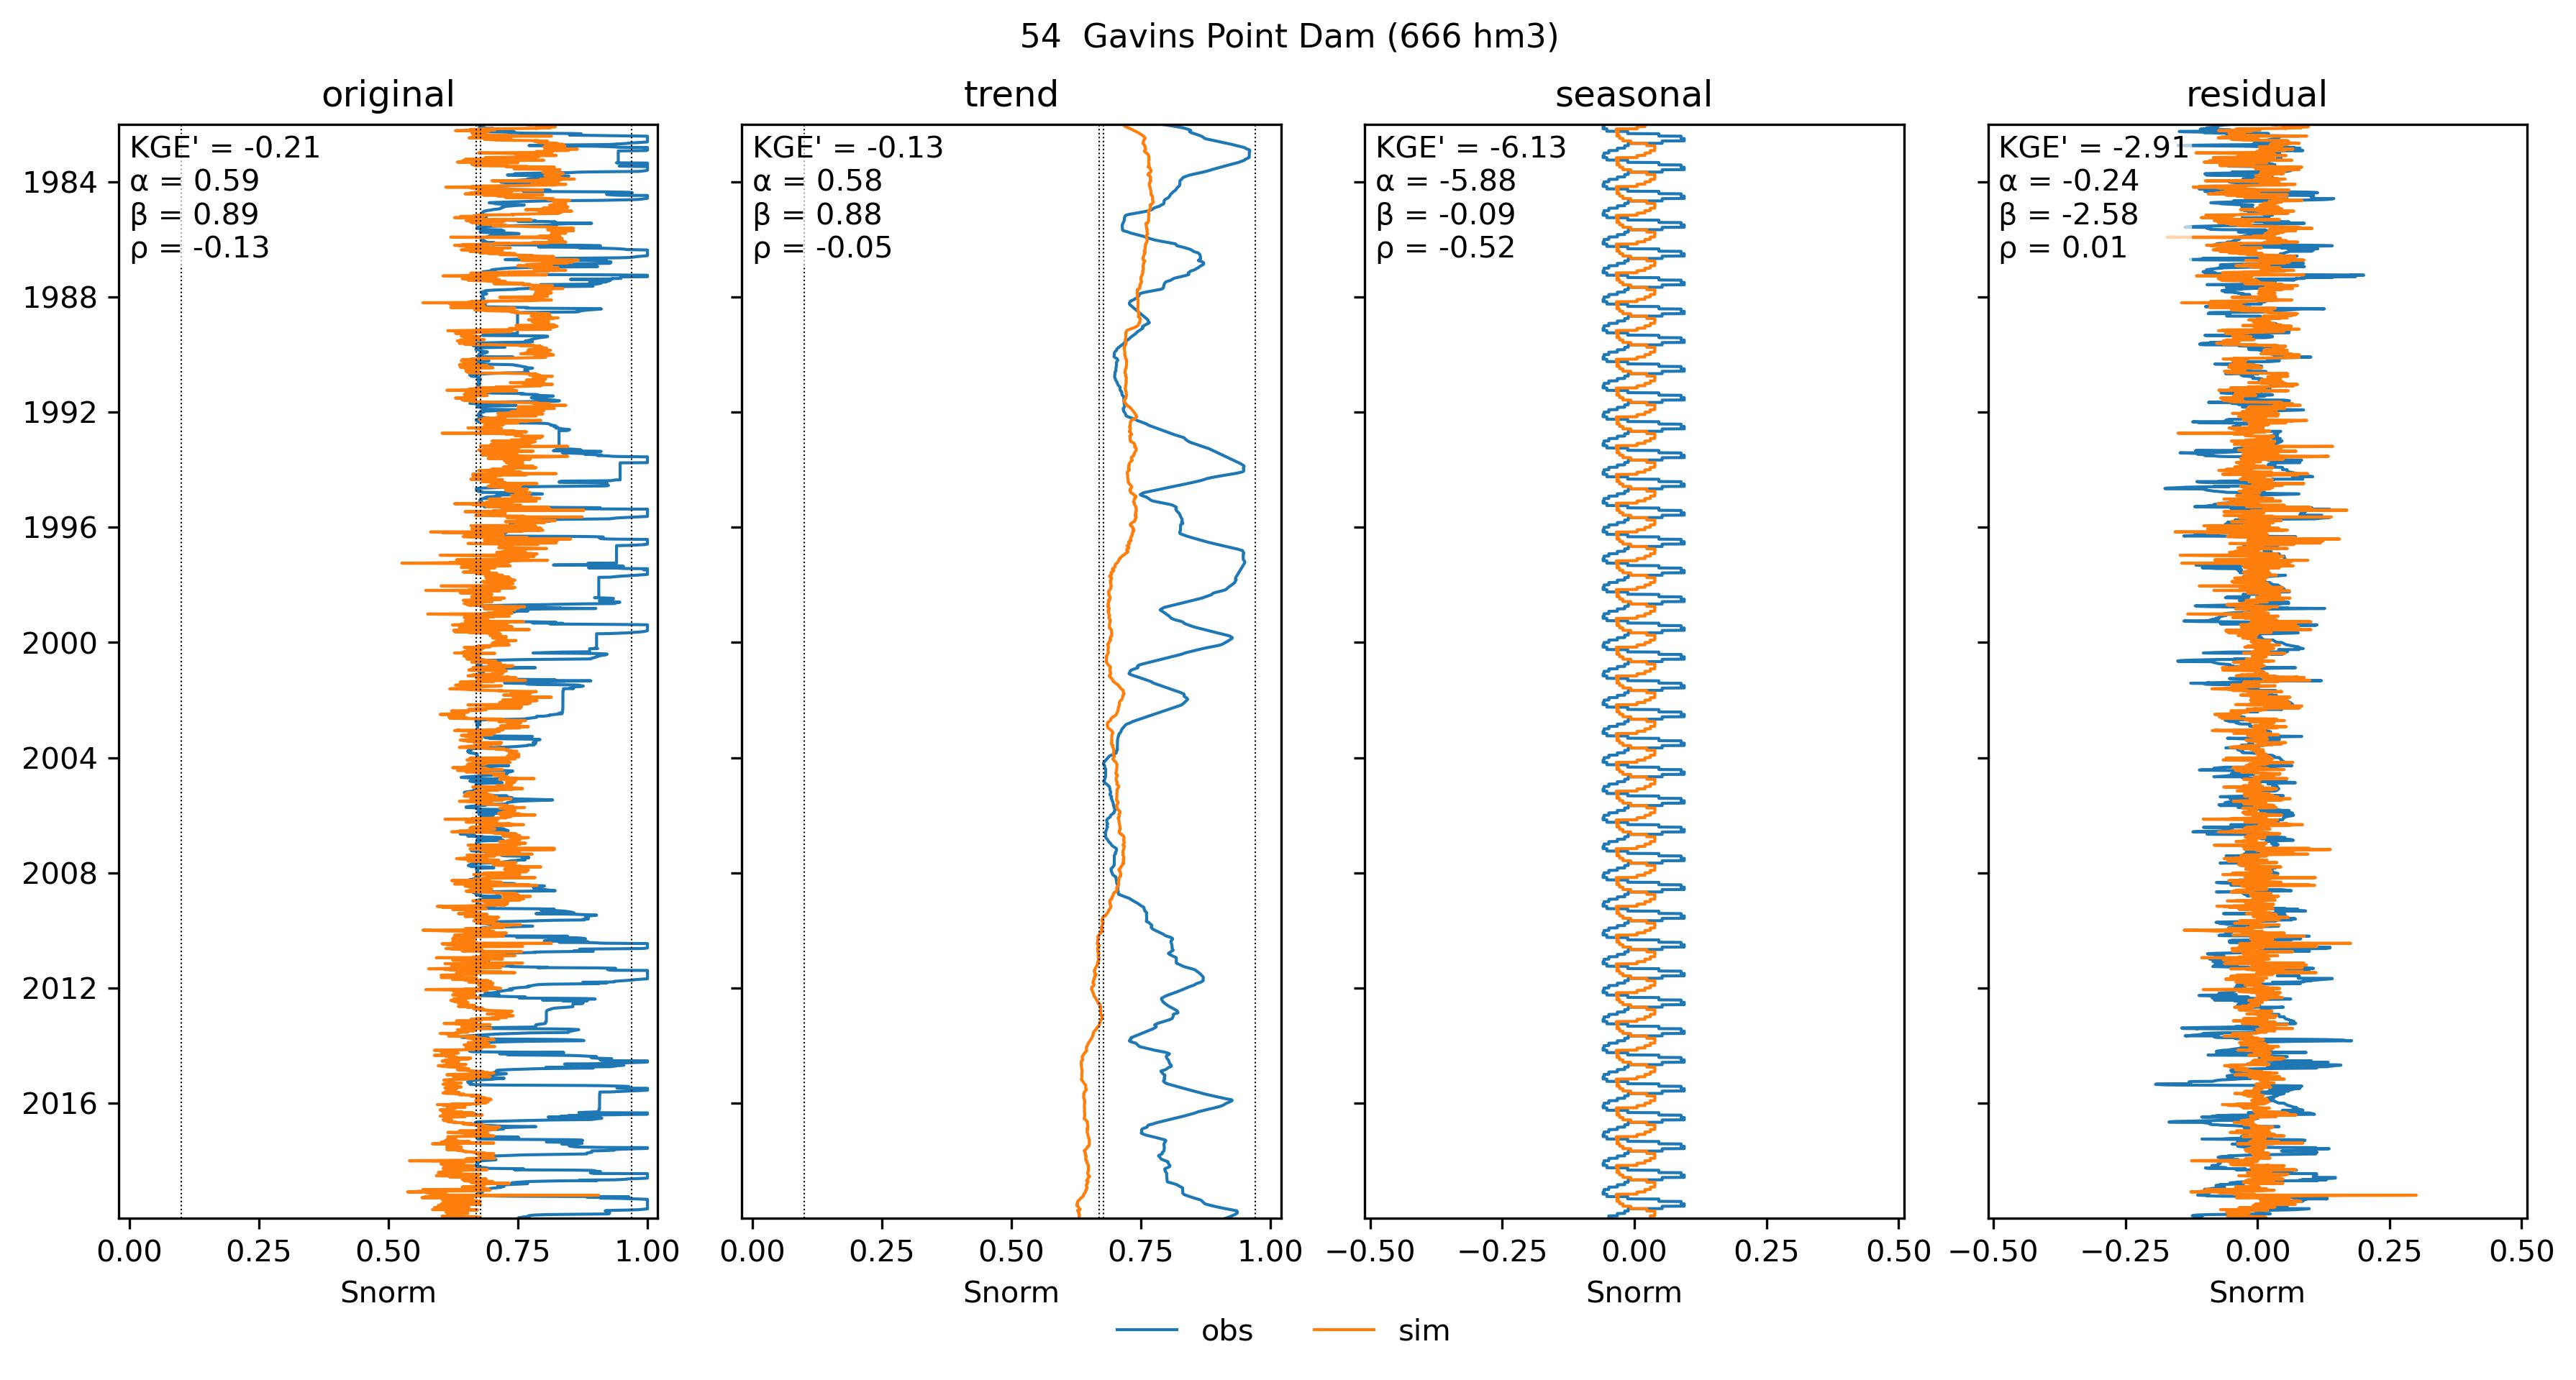 54  Gavins Point Dam (666 hm3)
original
trend
seasonal
residual
KGE' = -0.21
α = 0.59
β = 0.89
ρ = -0.13
KGE' = -0.13
α = 0.58
β = 0.88
ρ = -0.05
KGE' = -6.13
α = -5.88
β = -0.09
ρ = -0.52
KGE' = -2.91
α = -0.24
β = -2.58
ρ = 0.01
1984
1988
1992
1996
2000
2004
2008
2012
2016
0.00 0.25 0.50 0.75 1.00
0.00 0.25 0.50 0.75 1.00
−0.50 −0.25 0.00 0.25 0.50
−0.50 −0.25 0.00 0.25 0.50
Snorm
Snorm
Snorm
Snorm
obs
sim